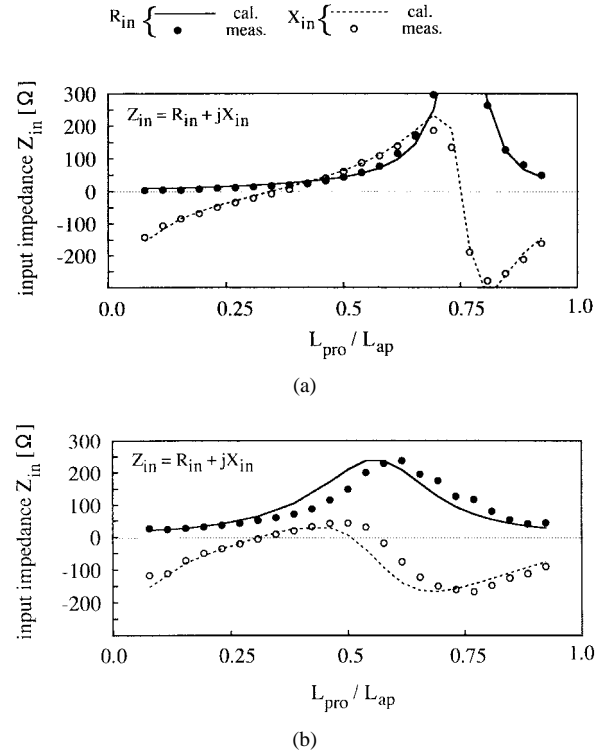 R_in { cal. X_in { cal.
meas. meas.
300
200
100
0
-100
-200
input impedance Z_in [Ω]
Z_in = R_in + jX_in
0.0 0.25 0.5 0.75 1.0
L_pro / L_ap
(a)
300
200
100
0
-100
-200
input impedance Z_in [Ω]
Z_in = R_in + jX_in
0.0 0.25 0.5 0.75 1.0
L_pro / L_ap
(b)